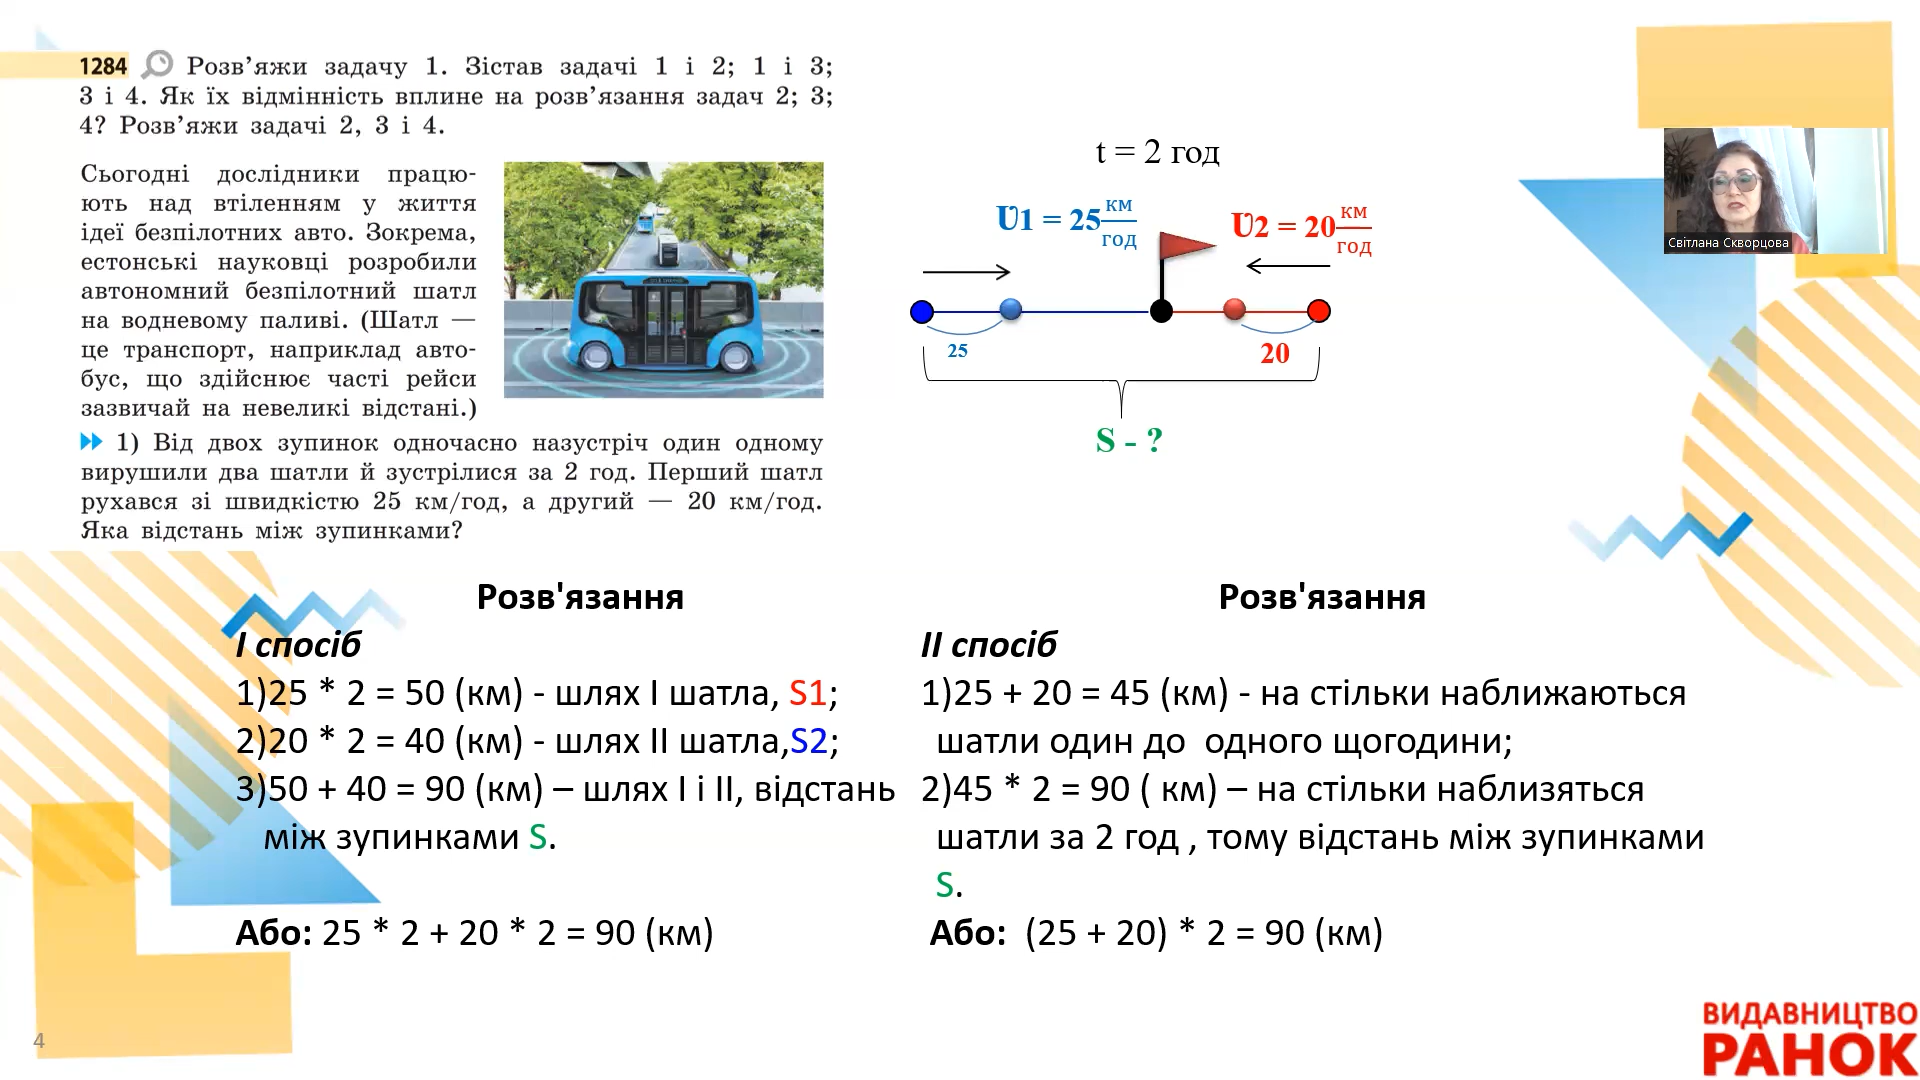 1284 Розв’яжи задачу 1. Зістав задачі 1 і 2; 1 і 3;
3 і 4. Як їх відмінність вплине на розв’язання задач 2; 3;
4? Розв’яжи задачі 2, 3 і 4.
Сьогодні дослідники працю-
ють над втіленням у життя
ідеї безпілотних авто. Зокрема,
естонські науковці розробили
автономний безпілотний шатл
на водневому паливі. (Шатл —
це транспорт, наприклад авто-
бус, що здійснює часті рейси
зазвичай на невеликі відстані.)
1) Від двох зупинок одночасно назустріч один одному
вирушили два шатли й зустрілися за 2 год. Перший шатл
рухався зі швидкістю 25 км/год, а другий — 20 км/год.
Яка відстань між зупинками?
t = 2 год
Ʋ1 = 25 км/год
Ʋ2 = 20 км/год
25
20
S - ?
Світлана Скворцова
Розв'язання
І спосіб
1)25 * 2 = 50 (км) - шлях І шатла, S1;
2)20 * 2 = 40 (км) - шлях ІІ шатла,S2;
3)50 + 40 = 90 (км) – шлях І і ІІ, відстань
між зупинками S.
Або: 25 * 2 + 20 * 2 = 90 (км)
Розв'язання
ІІ спосіб
1)25 + 20 = 45 (км) - на стільки наближаються
шатли один до одного щогодини;
2)45 * 2 = 90 ( км) – на стільки наблизяться
шатли за 2 год , тому відстань між зупинками
S.
Або: (25 + 20) * 2 = 90 (км)
4
ВИДАВНИЦТВО
РАНОК